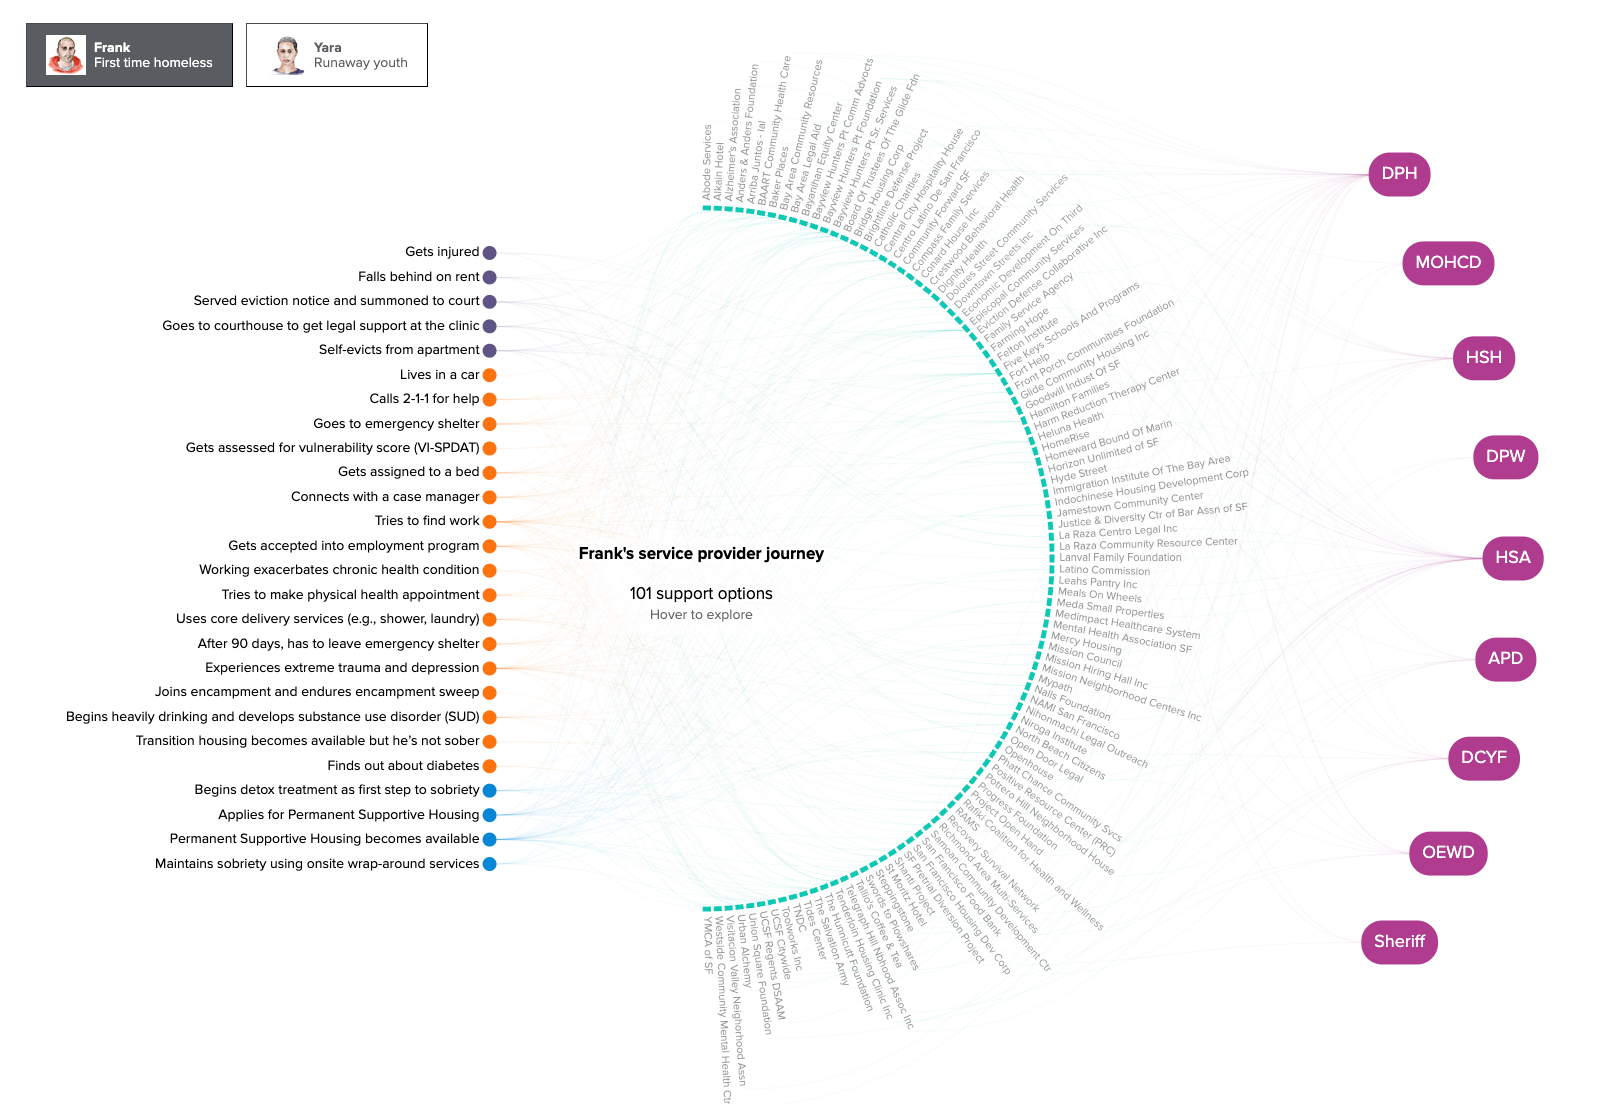 Frank
First time homeless
Yara
Runaway youth
Gets injured
Falls behind on rent
Served eviction notice and summoned to court
Goes to courthouse to get legal support at the clinic
Self-evicts from apartment
Lives in a car
Calls 2-1-1 for help
Goes to emergency shelter
Gets assessed for vulnerability score (VI-SPDAT)
Gets assigned to a bed
Connects with a case manager
Tries to find work
Gets accepted into employment program
Working exacerbates chronic health condition
Tries to make physical health appointment
Uses core delivery services (e.g., shower, laundry)
After 90 days, has to leave emergency shelter
Experiences extreme trauma and depression
Joins encampment and endures encampment sweep
Begins heavily drinking and develops substance use disorder (SUD)
Transition housing becomes available but he’s not sober
Finds out about diabetes
Begins detox treatment as first step to sobriety
Applies for Permanent Supportive Housing
Permanent Supportive Housing becomes available
Maintains sobriety using onsite wrap-around services
Frank's service provider journey
101 support options
Hover to explore
Abode Services
Alkain Hotel
Alzheimer's Association
Anders & Anders Foundation
Arriba Juntos - Ial
BAART Community Health Care
Baker Places
Bay Area Community Resources
Bay Area Legal Aid
Bayanihan Equity Center
Bayview Hunters Pt Comm Advocts
Bayview Hunters Pt Foundation
Bayview Hunters Pt Sr. Services
Board Of Trustees Of The Glide Fdn
Bridge Housing Corp
Brightline Defense Project
Catholic Charities
Central City Hospitality House
Centro Latino De San Francisco
Community Forward SF
Compass Family Services
Conard House Inc
Crestwood Behavioral Health
Dignity Health
Dolores Street Community Services
Downtown Streets Inc
Economic Development On Third
Episcopal Community Services
Eviction Defense Collaborative Inc
Family Service Agency
Farming Hope
Felton Institute
Five Keys Schools And Programs
Fort Help
Front Porch Communities Foundation
Glide Community Housing Inc
Goodwill Indust Of SF
Hamilton Families
Harm Reduction Therapy Center
Heluna Health
HomeRise
Homeward Bound Of Marin
Horizon Unlimited of SF
Hyde Street
Immigration Institute Of The Bay Area
Indochinese Housing Development Corp
Jamestown Community Center
Justice & Diversity Ctr of Bar Assn of SF
La Raza Centro Legal Inc
La Raza Community Resource Center
Lanval Family Foundation
Latino Commission
Leahs Pantry Inc
Meals On Wheels
Meda Small Properties
Medimpact Healthcare System
Mental Health Association SF
Mercy Housing
Mission Council
Mission Hiring Hall Inc
Mission Neighborhood Centers Inc
Mypath
Nalls Foundation
NAMI San Francisco
Nihonmachi Legal Outreach
Niroga Institute
North Beach Citizens
Open Door Legal
Openhouse
Phatt Chance Community Svcs
Positive Resource Center (PRC)
Potrero Hill Neighborhood House
Progress Foundation
Project Open Hand
Rafiki Coalition for Health and Wellness
RAMS
Recovery Survival Network
Richmond Area Multi-Services
Samoan Community Development Ctr
San Francisco Food Bank
San Francisco Housing Dev Corp
SF Pretrial Diversion Project
Shanti Project
St Moritz Hotel
Steppingstone
Swords to Plowshares
Tallio's Coffee & Tea
Telegraph Hill Nbhood Assoc Inc
Tenderloin Housing Clinic Inc
The Hunnicutt Foundation
The Salvation Army
Tides Center
TNDC
Toolworks Inc
UCSF Citywide
UCSF Regents DSAAM
Union Square Foundation
Urban Alchemy
Visitacion Valley Neighorhood Assn
Westside Community Mental Health Ctr
YMCA of SF
DPH
MOHCD
HSH
DPW
HSA
APD
DCYF
OEWD
Sheriff